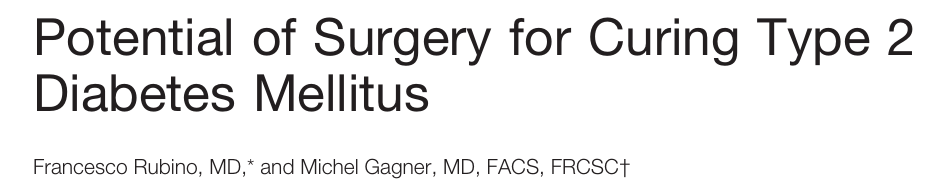 Potential of Surgery for Curing Type 2
Diabetes Mellitus
Francesco Rubino, MD,* and Michel Gagner, MD, FACS, FRCSC†